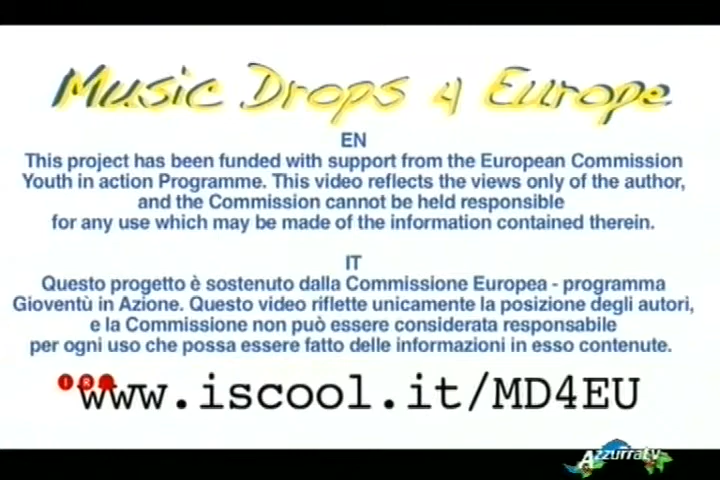 Music Drops 4 Europe
EN
This project has been funded with support from the European Commission
Youth in action Programme. This video reflects the views only of the author,
and the Commission cannot be held responsible
for any use which may be made of the information contained therein.
IT
Questo progetto è sostenuto dalla Commissione Europea - programma
Gioventù in Azione. Questo video riflette unicamente la posizione degli autori,
e la Commissione non può essere considerata responsabile
per ogni uso che possa essere fatto delle informazioni in esso contenute.
www.iscool.it/MD4EU
Azzurratv